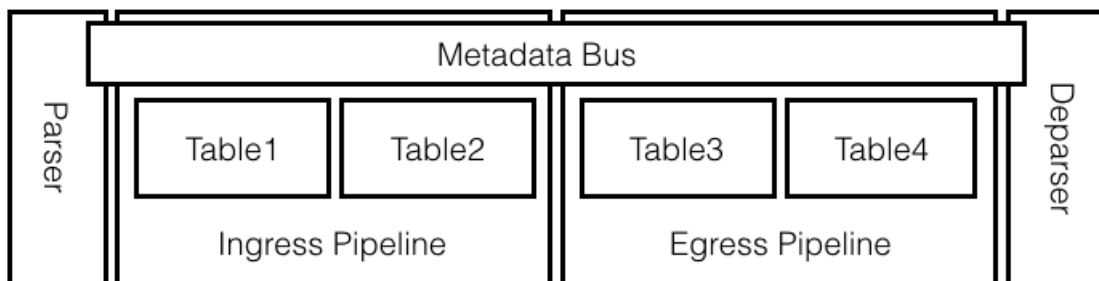 Metadata Bus
Parser
Table1
Table2
Table3
Table4
Deparser
Ingress Pipeline
Egress Pipeline